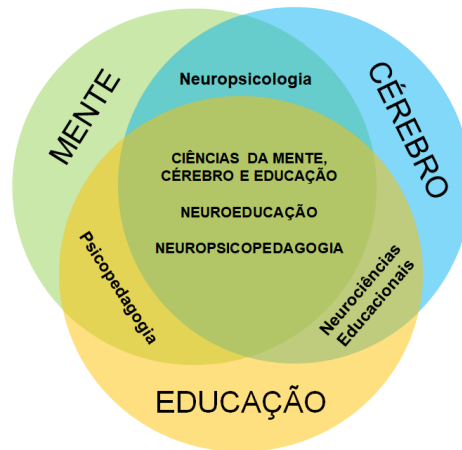 MENTE
Neuropsicologia
CÉREBRO
CIÊNCIAS DA MENTE,
CÉREBRO E EDUCAÇÃO
NEUROEDUCAÇÃO
NEUROPSICOPEDAGOGIA
Psicopedagogia
Neurociências
Educacionais
EDUCAÇÃO